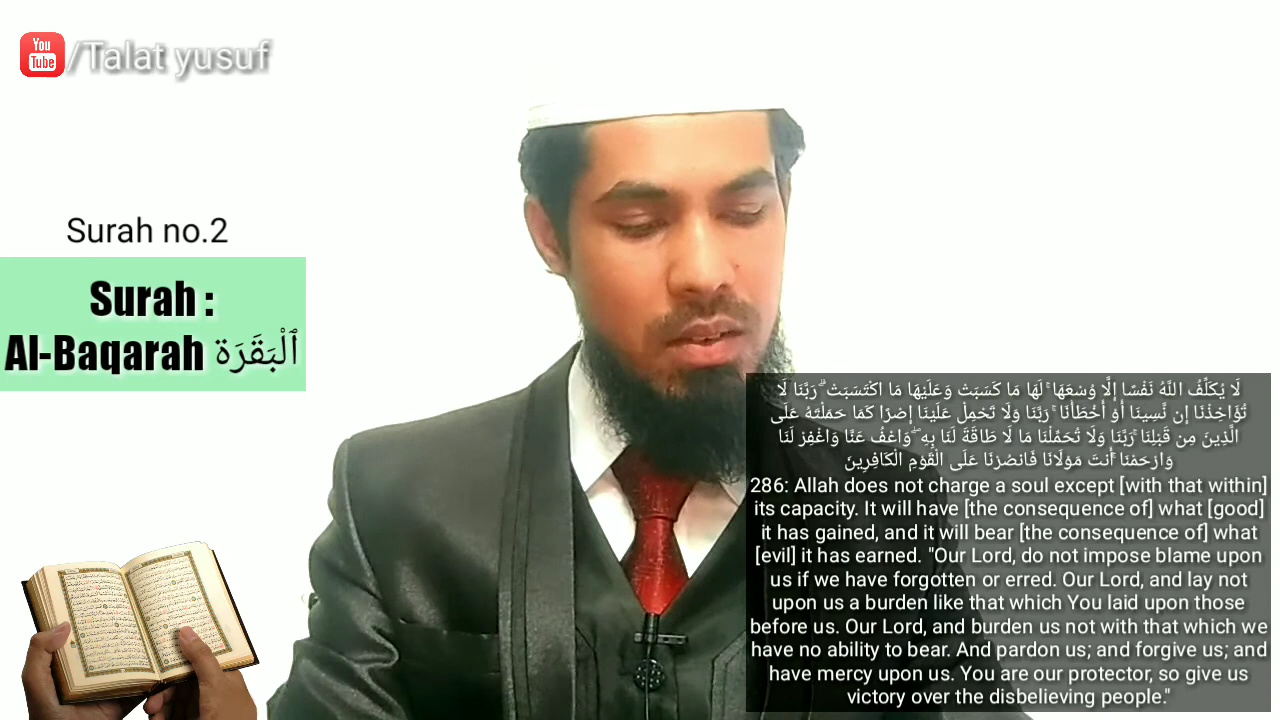 You
Tube
/Talat yusuf
Surah no.2
Surah :
Al-Baqarah ٱلْبَقَرَة
لَا يُكَلِّفُ اللَّهُ نَفْسًا إِلَّا وُسْعَهَا ۚ لَهَا مَا كَسَبَتْ وَعَلَيْهَا مَا اكْتَسَبَتْ ۗ رَبَّنَا لَا
تُؤَاخِذْنَا إِن نَّسِينَا أَوْ أَخْطَأْنَا ۚ رَبَّنَا وَلَا تَحْمِلْ عَلَيْنَا إِصْرًا كَمَا حَمَلْتَهُ عَلَى
الَّذِينَ مِن قَبْلِنَا ۚ رَبَّنَا وَلَا تُحَمِّلْنَا مَا لَا طَاقَةَ لَنَا بِهِ ۖ وَاعْفُ عَنَّا وَاغْفِرْ لَنَا
وَارْحَمْنَا ۚ أَنتَ مَوْلَانَا فَانصُرْنَا عَلَى الْقَوْمِ الْكَافِرِينَ
286: Allah does not charge a soul except [with that within]
its capacity. It will have [the consequence of] what [good]
it has gained, and it will bear [the consequence of] what
[evil] it has earned. "Our Lord, do not impose blame upon
us if we have forgotten or erred. Our Lord, and lay not
upon us a burden like that which You laid upon those
before us. Our Lord, and burden us not with that which we
have no ability to bear. And pardon us; and forgive us; and
have mercy upon us. You are our protector, so give us
victory over the disbelieving people."